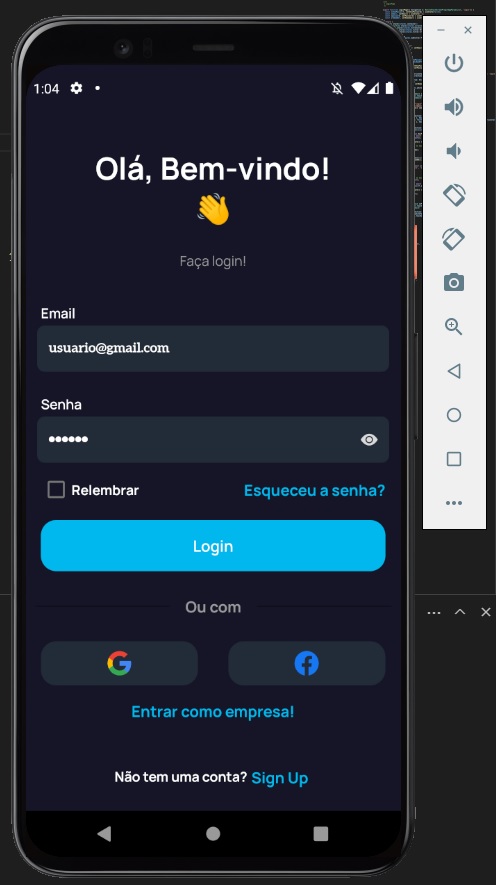 1:04
Olá, Bem-vindo!
👋
Faça login!
Email
usuario@gmail.com
Senha
••••••
Relembrar
Esqueceu a senha?
Login
Ou com
Entrar como empresa!
Não tem uma conta? Sign Up